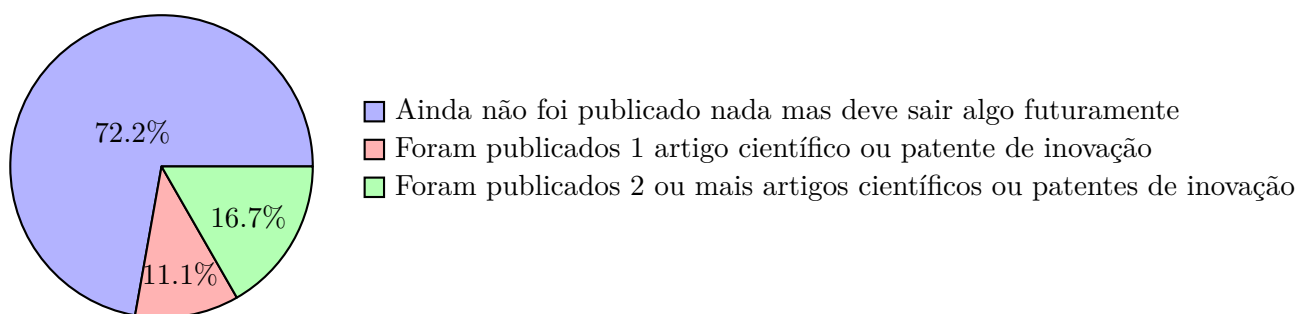 72.2%
11.1%
16.7%
Ainda não foi publicado nada mas deve sair algo futuramente
Foram publicados 1 artigo científico ou patente de inovação
Foram publicados 2 ou mais artigos científicos ou patentes de inovação